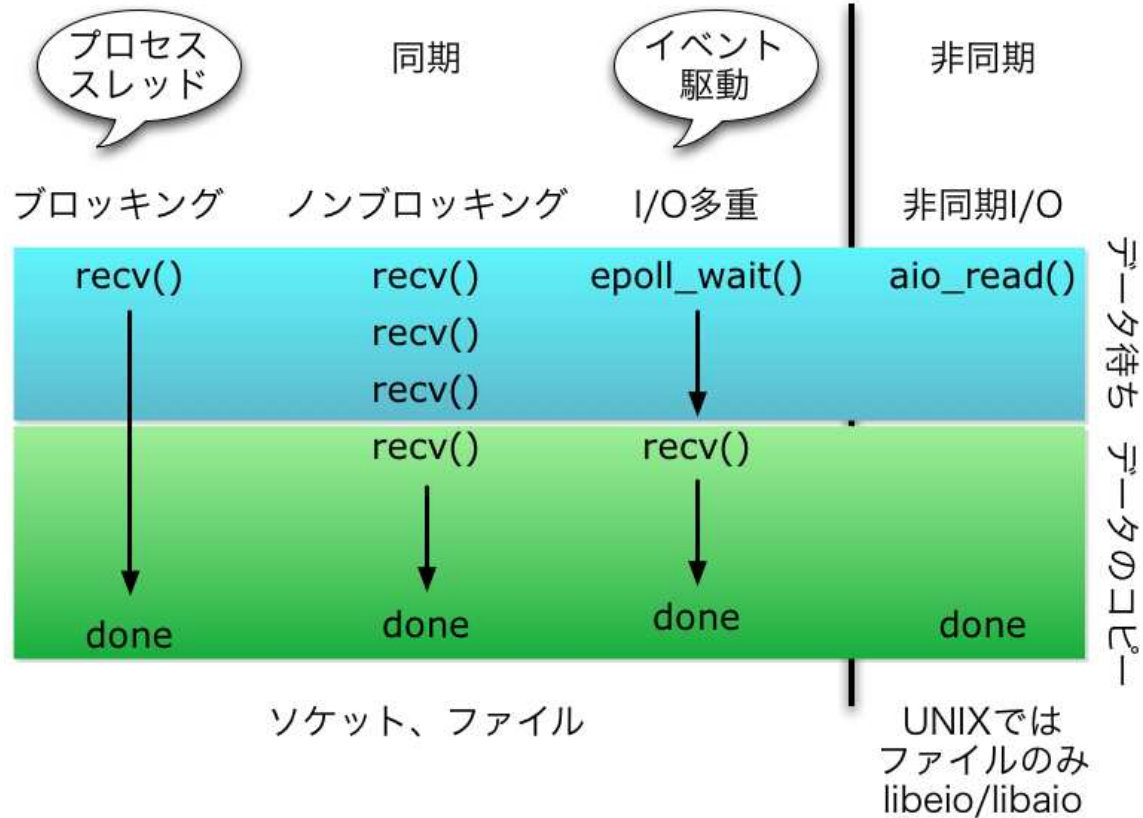 プロセス
スレッド
同期
イベント
駆動
非同期
ブロッキング
ノンブロッキング
I/O多重
非同期I/O
recv()
recv()
epoll_wait()
aio_read()
recv()
recv()
データ待ち
recv()
recv()
done
done
done
done
データのコピー
ソケット、ファイル
UNIXでは
ファイルのみ
libeio/libaio